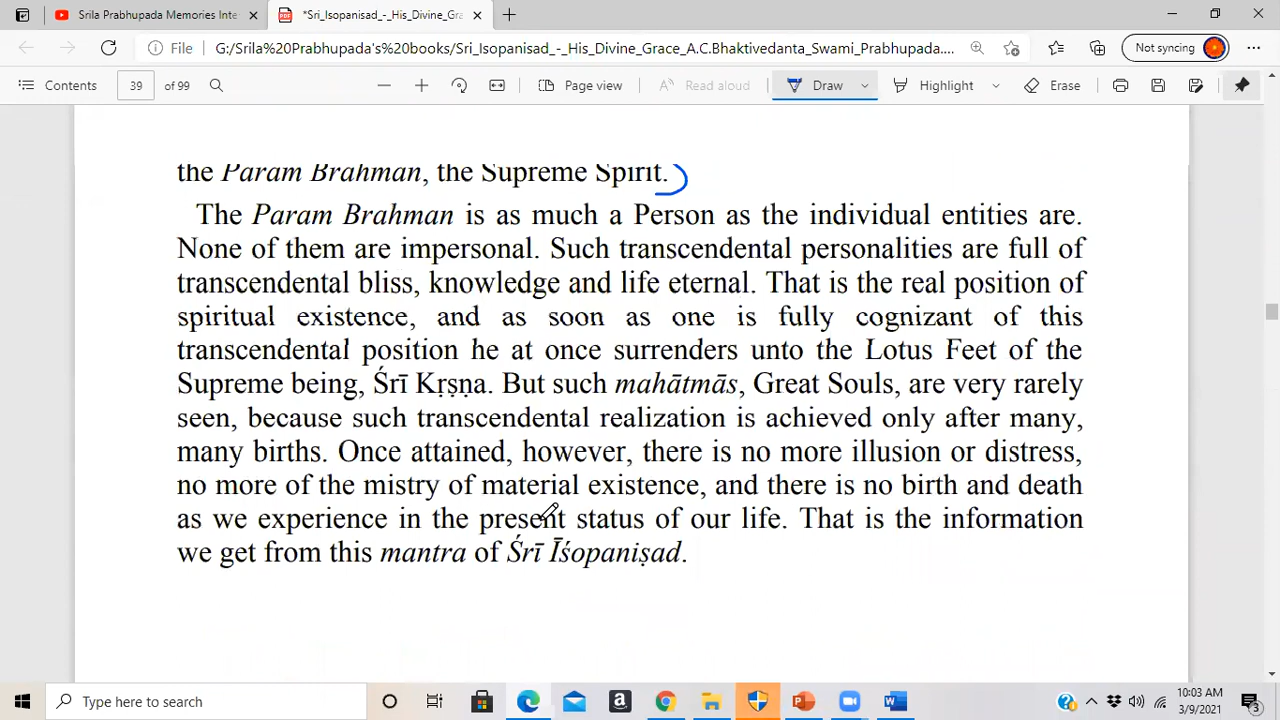 Srila Prabhupada Memories Inte
*Sri_Isopanisad_-_His_Divine_Gra
File
G:/Srila%20Prabhupada's%20books/Sri_Isopanisad_-_His_Divine_Grace_A.C.Bhaktivedanta_Swami_Prabhupada....
Not syncing
Contents
39
of 99
Page view
Read aloud
Draw
Highlight
Erase
the Param Brahman, the Supreme Spirit.
The Param Brahman is as much a Person as the individual entities are.
None of them are impersonal. Such transcendental personalities are full of
transcendental bliss, knowledge and life eternal. That is the real position of
spiritual existence, and as soon as one is fully cognizant of this
transcendental position he at once surrenders unto the Lotus Feet of the
Supreme being, Śrī Kṛṣṇa. But such mahātmās, Great Souls, are very rarely
seen, because such transcendental realization is achieved only after many,
many births. Once attained, however, there is no more illusion or distress,
no more of the mistry of material existence, and there is no birth and death
as we experience in the present status of our life. That is the information
we get from this mantra of Śrī Īśopaniṣad.
Type here to search
10:03 AM
3/9/2021
3